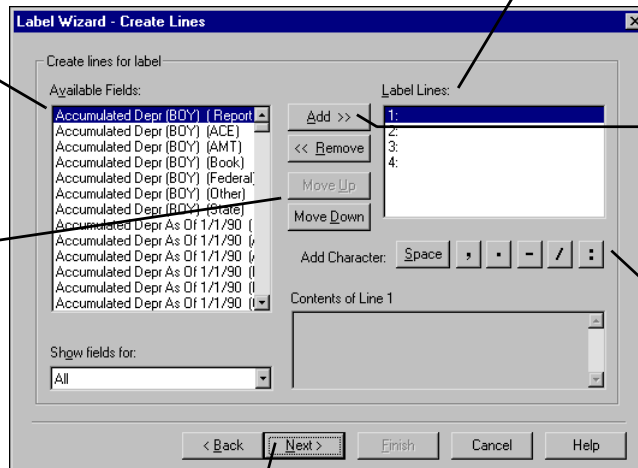 Label Wizard - Create Lines
Create lines for label
Available Fields:
Accumulated Depr (BOY) ( Report
Accumulated Depr (BOY) (ACE)
Accumulated Depr (BOY) (AMT)
Accumulated Depr (BOY) (Book)
Accumulated Depr (BOY) (Federal)
Accumulated Depr (BOY) (Other)
Accumulated Depr (BOY) (State)
Accumulated Depr As Of 1/1/90 (
Accumulated Depr As Of 1/1/90 (
Accumulated Depr As Of 1/1/90 (
Accumulated Depr As Of 1/1/90 (
Accumulated Depr As Of 1/1/90 (
Accumulated Depr As Of 1/1/90 (
Show fields for:
All
Add >>
<< Remove
Move Up
Move Down
Label Lines:
1:
2:
3:
4:
Add Character: Space , . - / :
Contents of Line 1
< Back Next > Finish Cancel Help